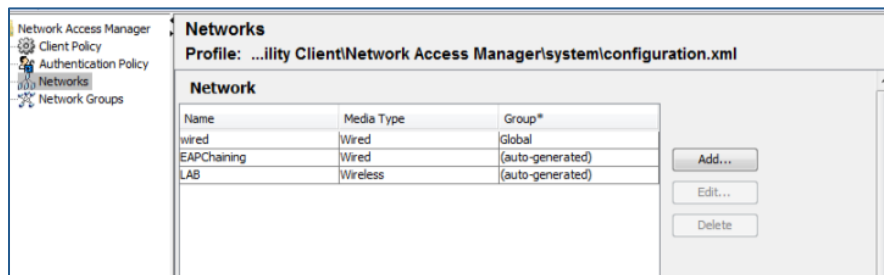 Network Access Manager
Client Policy
Authentication Policy
Networks
Network Groups
Networks
Profile: ...ility Client\Network Access Manager\system\configuration.xml
Network
Name Media Type Group*
wired Wired Global
EAPChaining Wired (auto-generated)
LAB Wireless (auto-generated)
Add...
Edit...
Delete